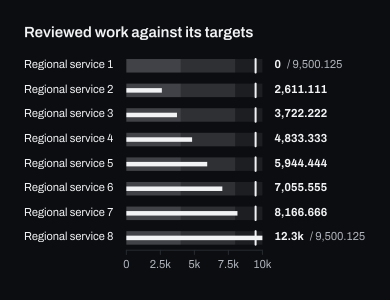 Reviewed work against its targets
Regional service 1 0 / 9,500.125
Regional service 2 2,611.111
Regional service 3 3,722.222
Regional service 4 4,833.333
Regional service 5 5,944.444
Regional service 6 7,055.555
Regional service 7 8,166.666
Regional service 8 12.3k / 9,500.125
0 2.5k 5k 7.5k 10k